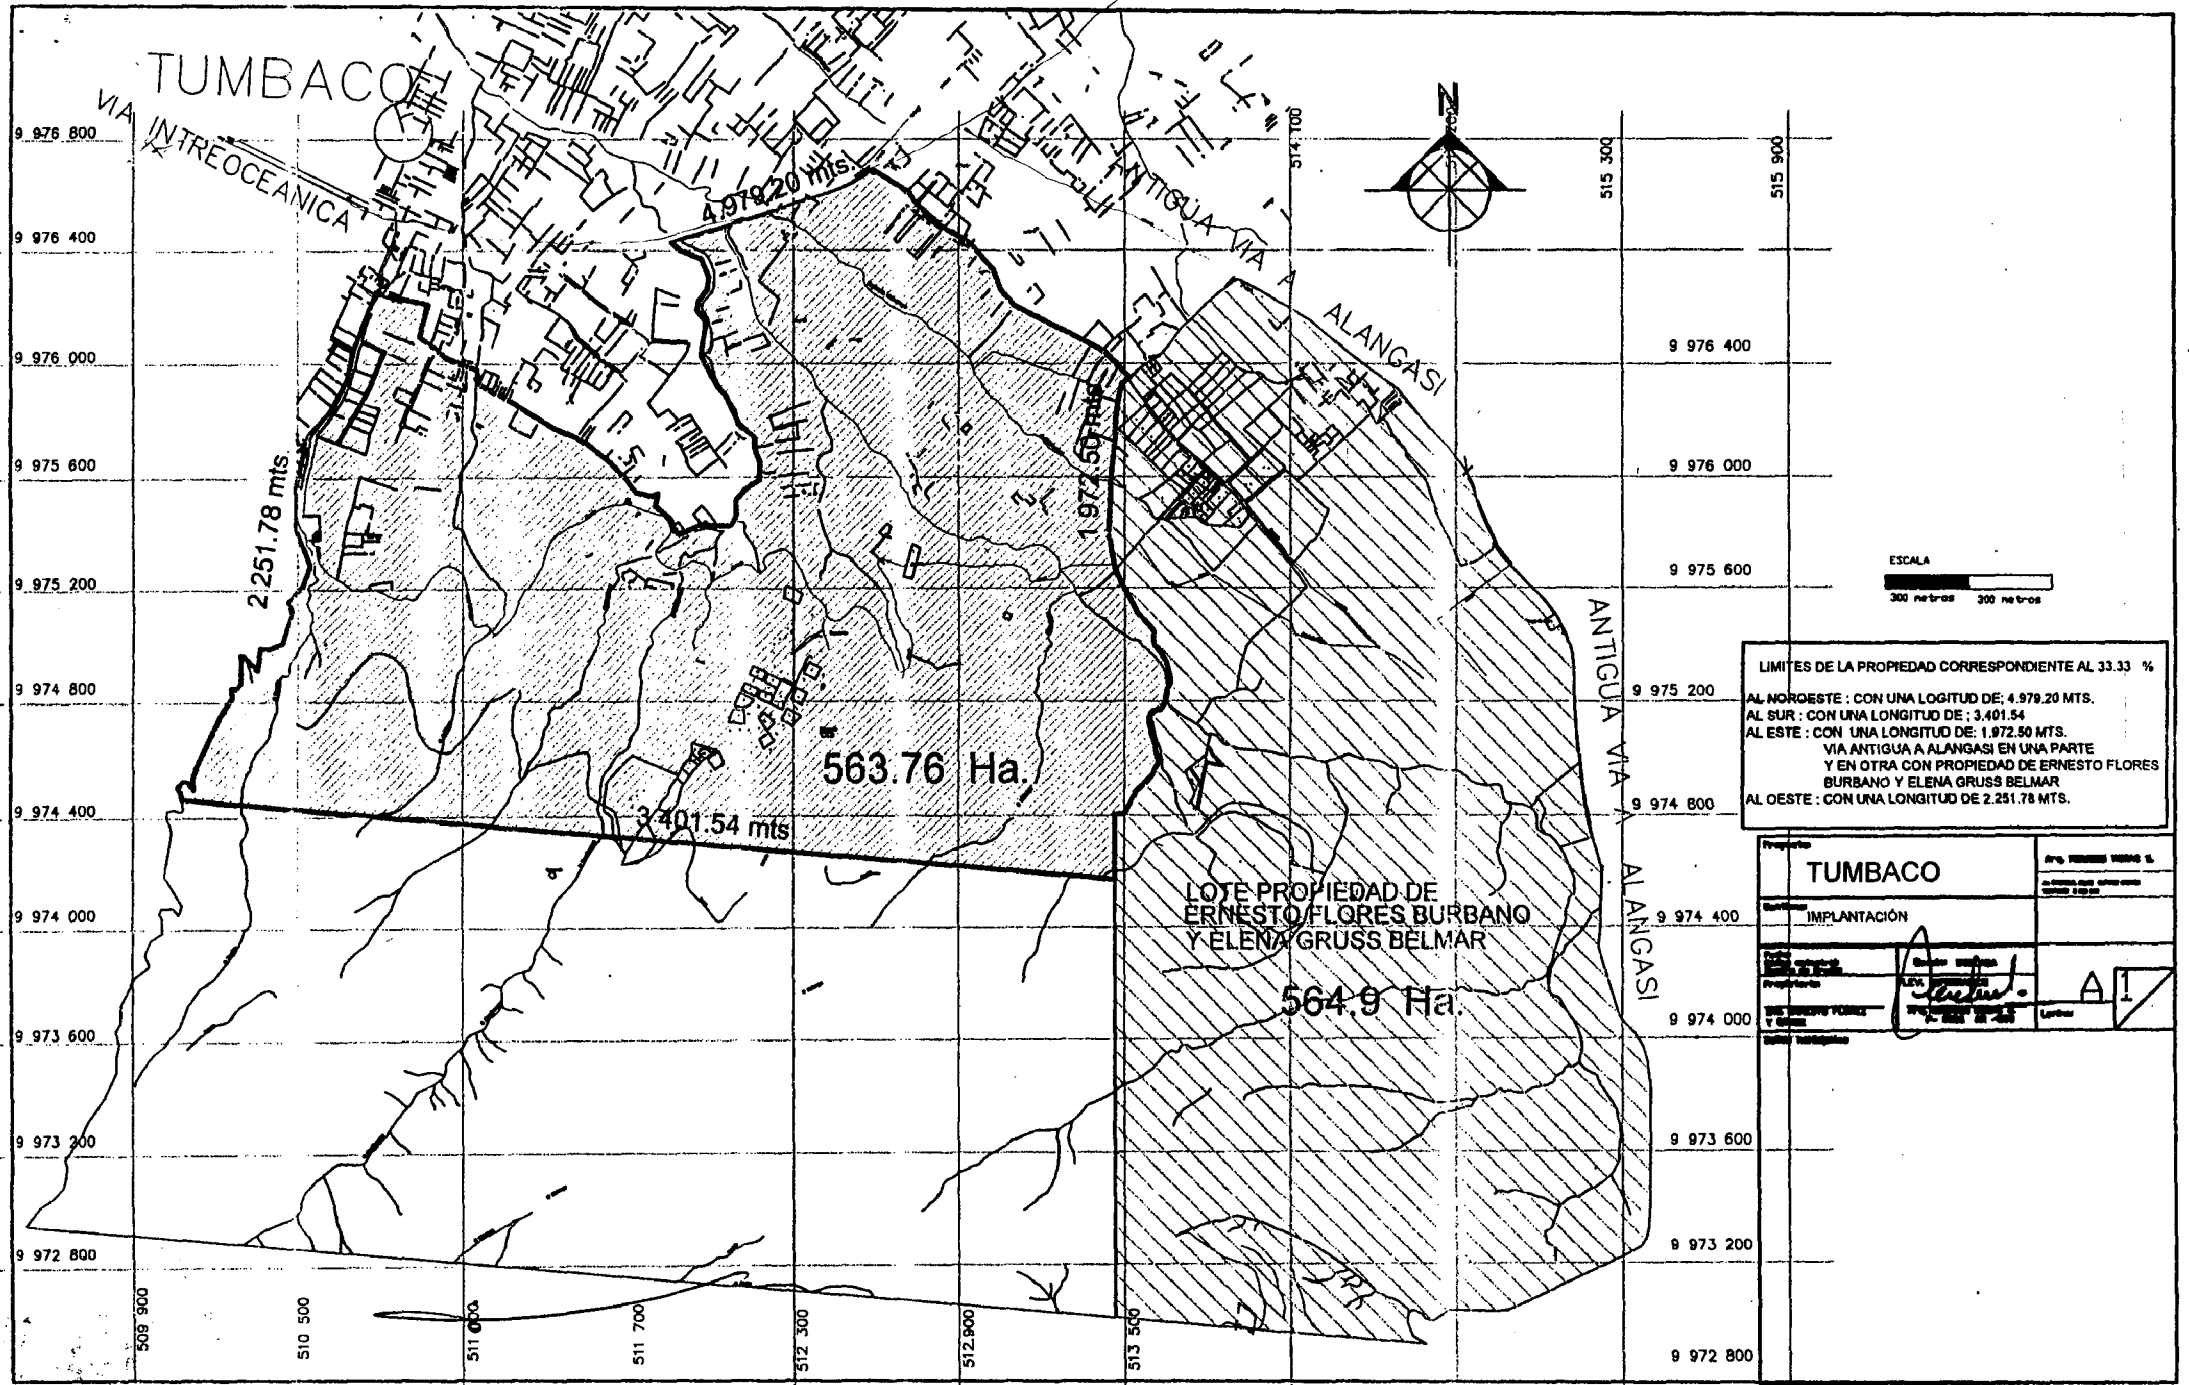 TUMBACO
VIA INTREOCEANICA
9 976 800
9 976 400
9 976 000
9 975 600
9 975 200
9 974 800
9 974 400
9 974 000
9 973 600
9 973 200
9 972 800
509 900
510 500
511 700
512 300
512.900
513 500
514.100
515 300
515 900
N
4.979.20 mts.
2.251.78 mts.
1.972.50 mts
3.401.54 mts
563.76 Ha.
ANTIGUA VIA A ALANGASI
ANTIGUA VIA A ALANGASI
LOTE PROPIEDAD DE
ERNESTO FLORES BURBANO
Y ELENA GRUSS BELMAR
564.9 Ha.
9 976 400
9 976 000
9 975 600
9 975 200
9 974 800
9 974 400
9 974 000
9 973 600
9 973 200
9 972 800
ESCALA
300 metros 300 metros
LIMITES DE LA PROPIEDAD CORRESPONDIENTE AL 33.33 %
AL NOROESTE : CON UNA LOGITUD DE; 4.979.20 MTS.
AL SUR : CON UNA LONGITUD DE ; 3.401.54
AL ESTE : CON UNA LONGITUD DE: 1.972.50 MTS.
VIA ANTIGUA A ALANGASI EN UNA PARTE
Y EN OTRA CON PROPIEDAD DE ERNESTO FLORES
BURBANO Y ELENA GRUSS BELMAR
AL OESTE : CON UNA LONGITUD DE 2.251.78 MTS.
Proyecto
TUMBACO
IMPLANTACIÓN
Propietario
Lamina
A 1